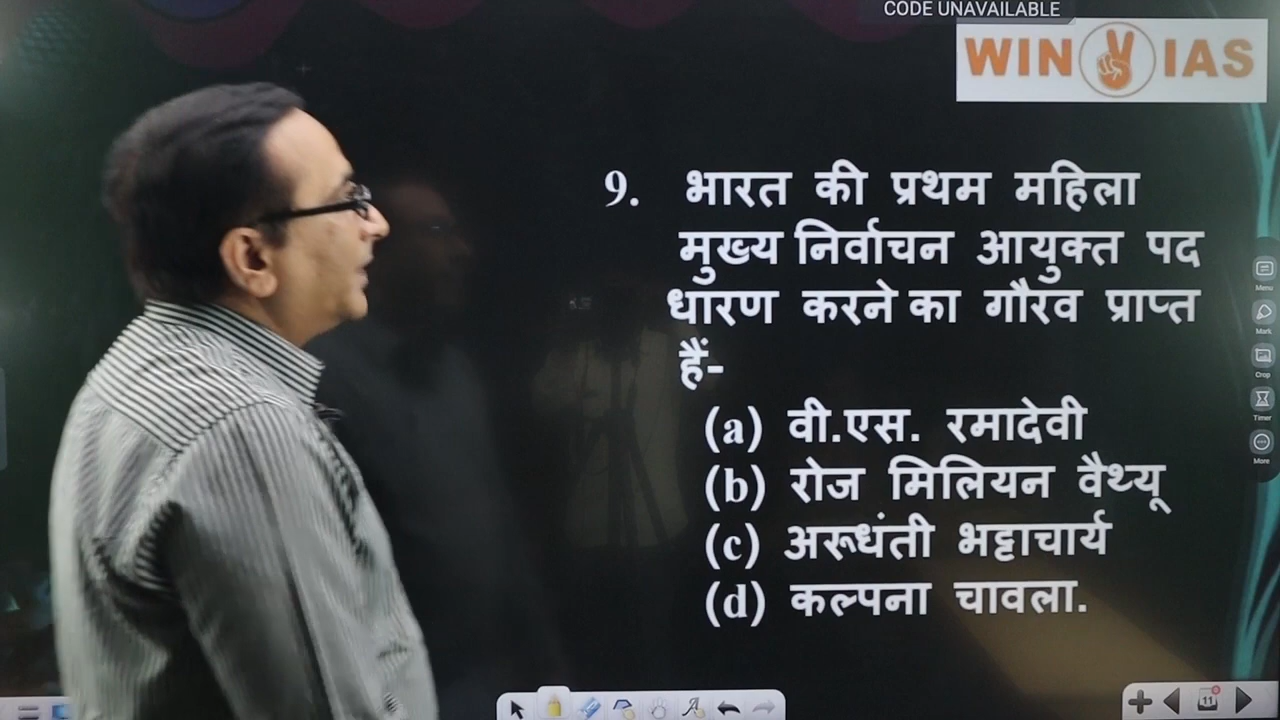 CODE UNAVAILABLE
WIN IAS
9. भारत की प्रथम महिला
मुख्य निर्वाचन आयुक्त पद
धारण करने का गौरव प्राप्त
हैं-
(a) वी.एस. रमादेवी
(b) रोज मिलियन वैथ्यू
(c) अरूधंती भट्टाचार्य
(d) कल्पना चावला.
Menu
Mark
Crop
Timer
More
11